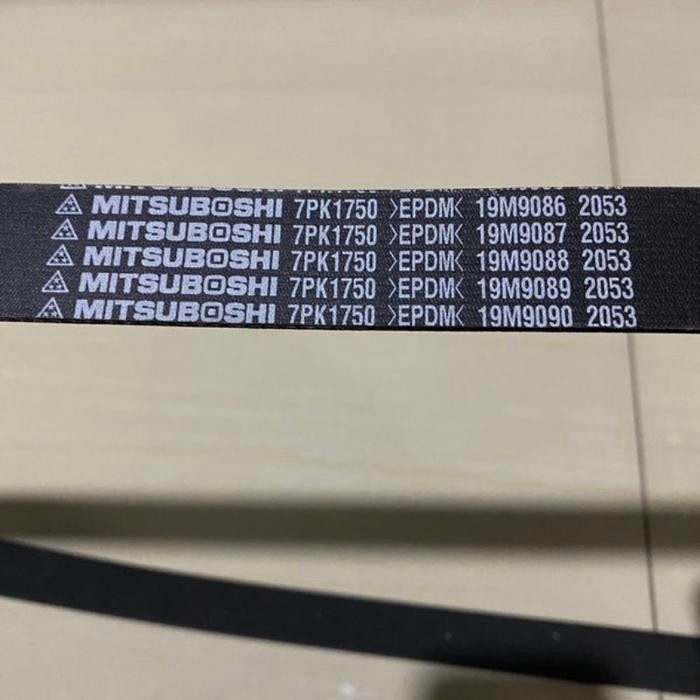 MITSUBOSHI 7PK1750 >EPDM< 19M9086 2053
MITSUBOSHI 7PK1750 >EPDM< 19M9087 2053
MITSUBOSHI 7PK1750 >EPDM< 19M9088 2053
MITSUBOSHI 7PK1750 >EPDM< 19M9089 2053
MITSUBOSHI 7PK1750 >EPDM< 19M9090 2053